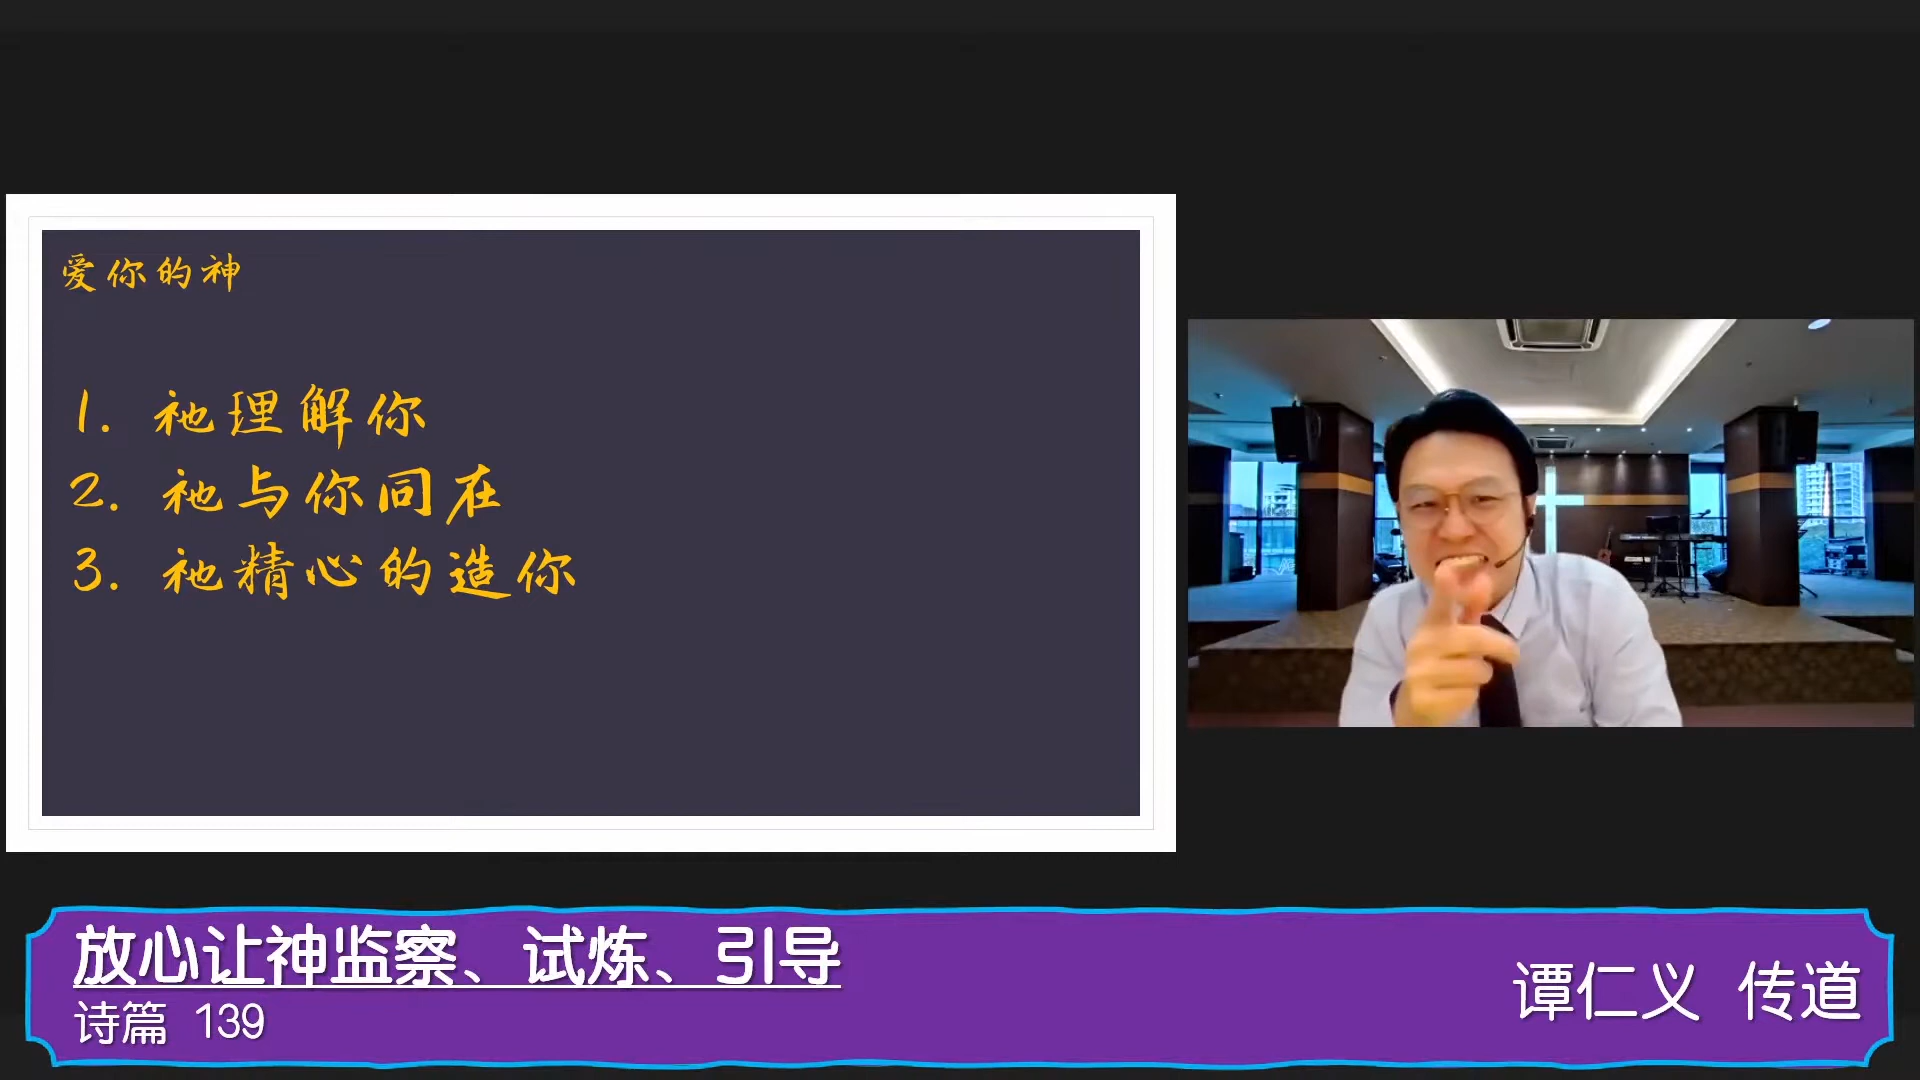 爱你的神
1. 祂理解你
2. 祂与你同在
3. 祂精心的造你
放心让神监察、试炼、引导
诗篇 139
谭仁义 传道